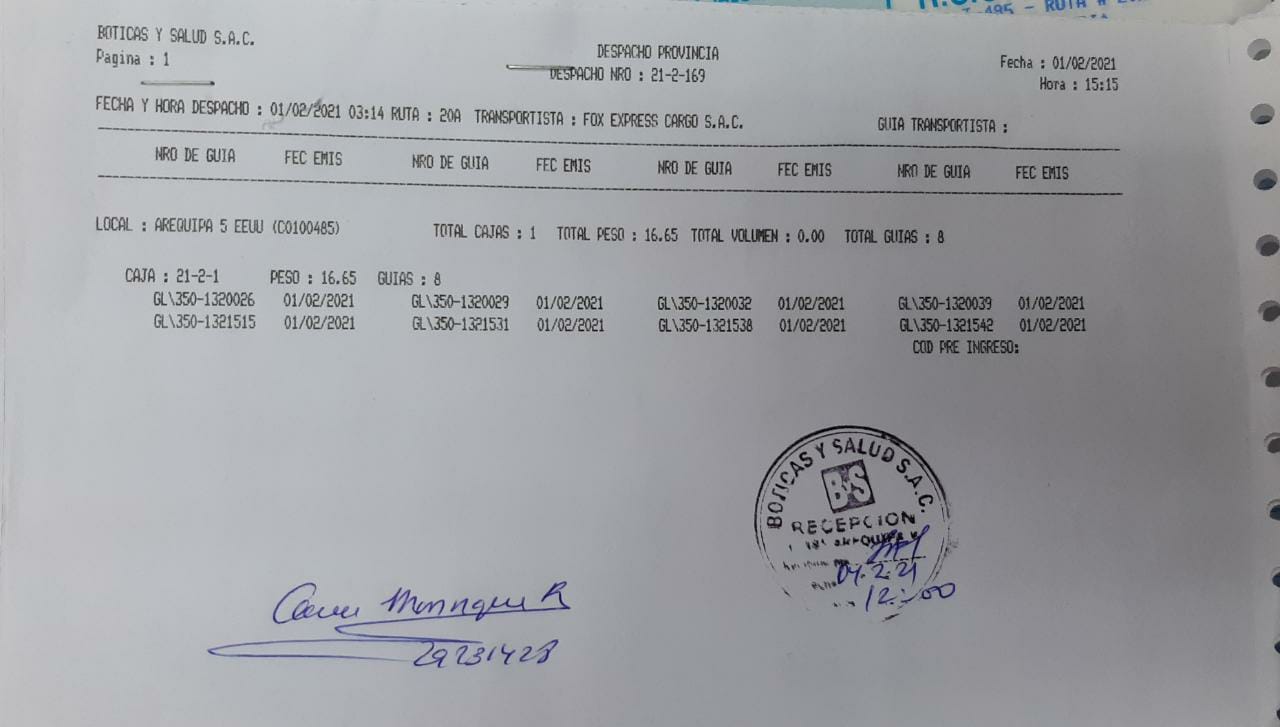 T-495 - RUTA #
BOTICAS Y SALUD S.A.C.
Pagina : 1
DESPACHO PROVINCIA
DESPACHO NRO : 21-2-169
Fecha : 01/02/2021
Hora : 15:15
FECHA Y HORA DESPACHO : 01/02/2021 03:14 RUTA : 20A TRANSPORTISTA : FOX EXPRESS CARGO S.A.C. GUIA TRANSPORTISTA :
NRO DE GUIA FEC EMIS NRO DE GUIA FEC EMIS NRO DE GUIA FEC EMIS NRO DE GUIA FEC EMIS
LOCAL : AREQUIPA 5 EEUU (C0100485) TOTAL CAJAS : 1 TOTAL PESO : 16.65 TOTAL VOLUMEN : 0.00 TOTAL GUIAS : 8
CAJA : 21-2-1 PESO : 16.65 GUIAS : 8
GL\350-1320026 01/02/2021 GL\350-1320029 01/02/2021 GL\350-1320032 01/02/2021 GL\350-1320039 01/02/2021
GL\350-1321515 01/02/2021 GL\350-1321531 01/02/2021 GL\350-1321538 01/02/2021 GL\350-1321542 01/02/2021
COD PRE INGRESO:
BOTICAS Y SALUD S.A.C.
B&S
RECEPCION
04.2.21
12:00
Manrique R
29231428